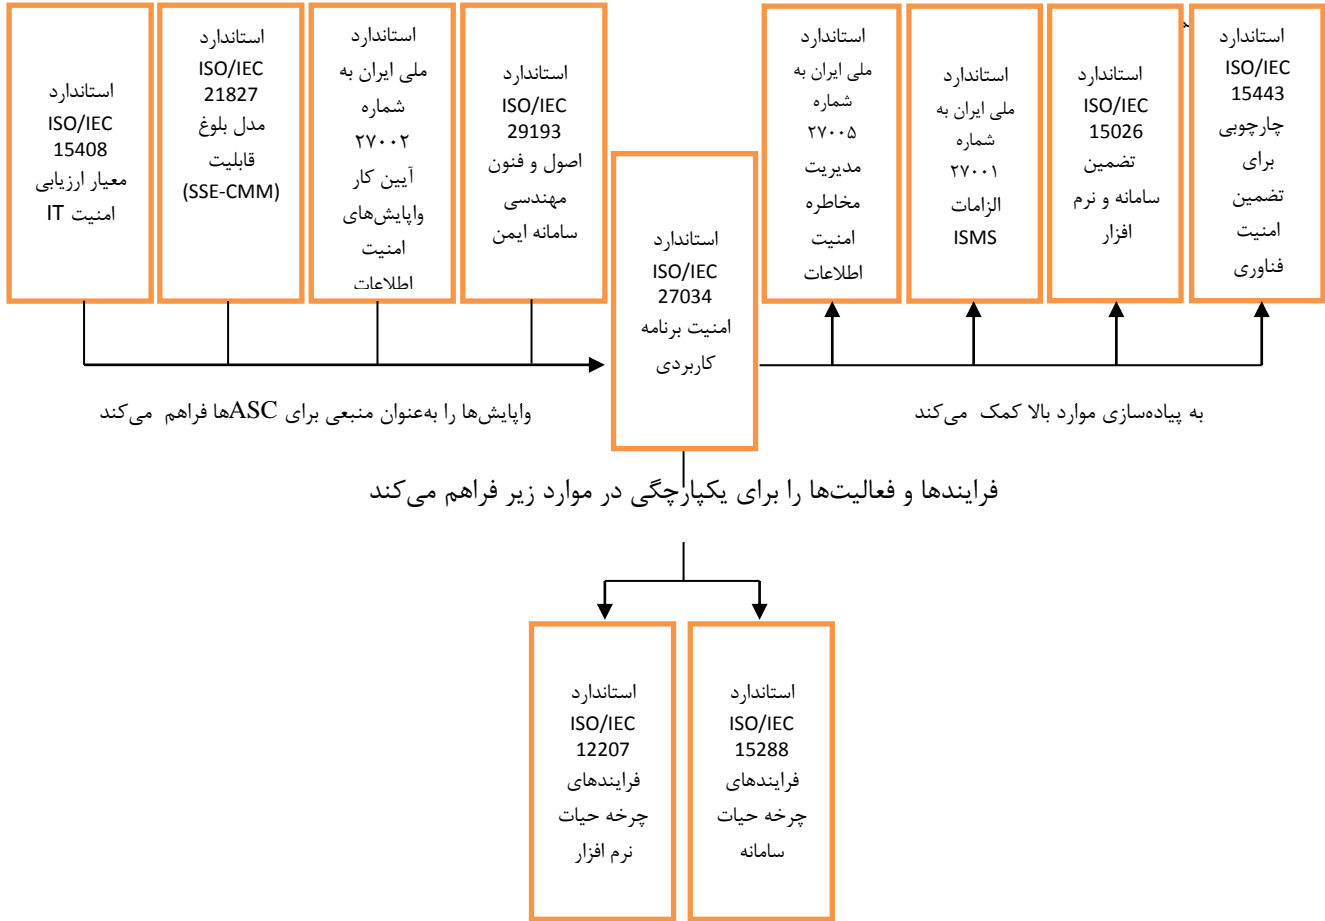 استاندارد
ISO/IEC
15408
معیار ارزیابی
امنیت IT
استاندارد
ISO/IEC
21827
مدل بلوغ
قابلیت
(SSE-CMM)
استاندارد
ملی ایران به
شماره
۲۷۰۰۲
آیین کار
واپایش‌های
امنیت
اطلاعات
استاندارد
ISO/IEC
29193
اصول و فنون
مهندسی
سامانه ایمن
استاندارد
ISO/IEC
27034
امنیت برنامه
کاربردی
استاندارد
ملی ایران به
شماره
۲۷۰۰۵
مدیریت
مخاطره
امنیت
اطلاعات
استاندارد
ملی ایران به
شماره
۲۷۰۰۱
الزامات
ISMS
استاندارد
ISO/IEC
15026
تضمین
سامانه و نرم
افزار
استاندارد
ISO/IEC
15443
چارچوبی
برای
تضمین
امنیت
فناوری
واپایش‌ها را به‌عنوان منبعی برای ASCها فراهم می‌کند
به پیاده‌سازی موارد بالا کمک می‌کند
فرایندها و فعالیت‌ها را برای یکپارچگی در موارد زیر فراهم می‌کند
استاندارد
ISO/IEC
12207
فرایندهای
چرخه حیات
نرم افزار
استاندارد
ISO/IEC
15288
فرایندهای
چرخه حیات
سامانه